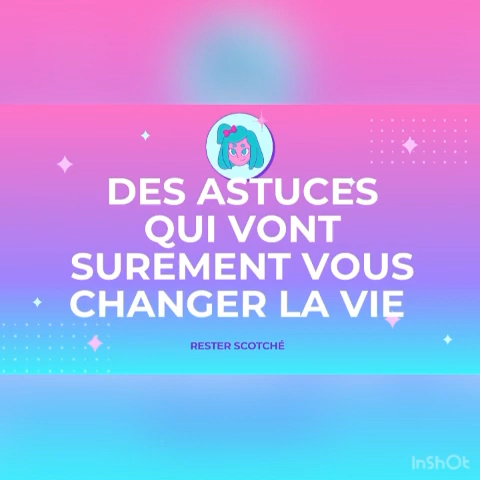 DES ASTUCES
QUI VONT
SUREMENT VOUS
CHANGER LA VIE
RESTER SCOTCHÉ
InShOt